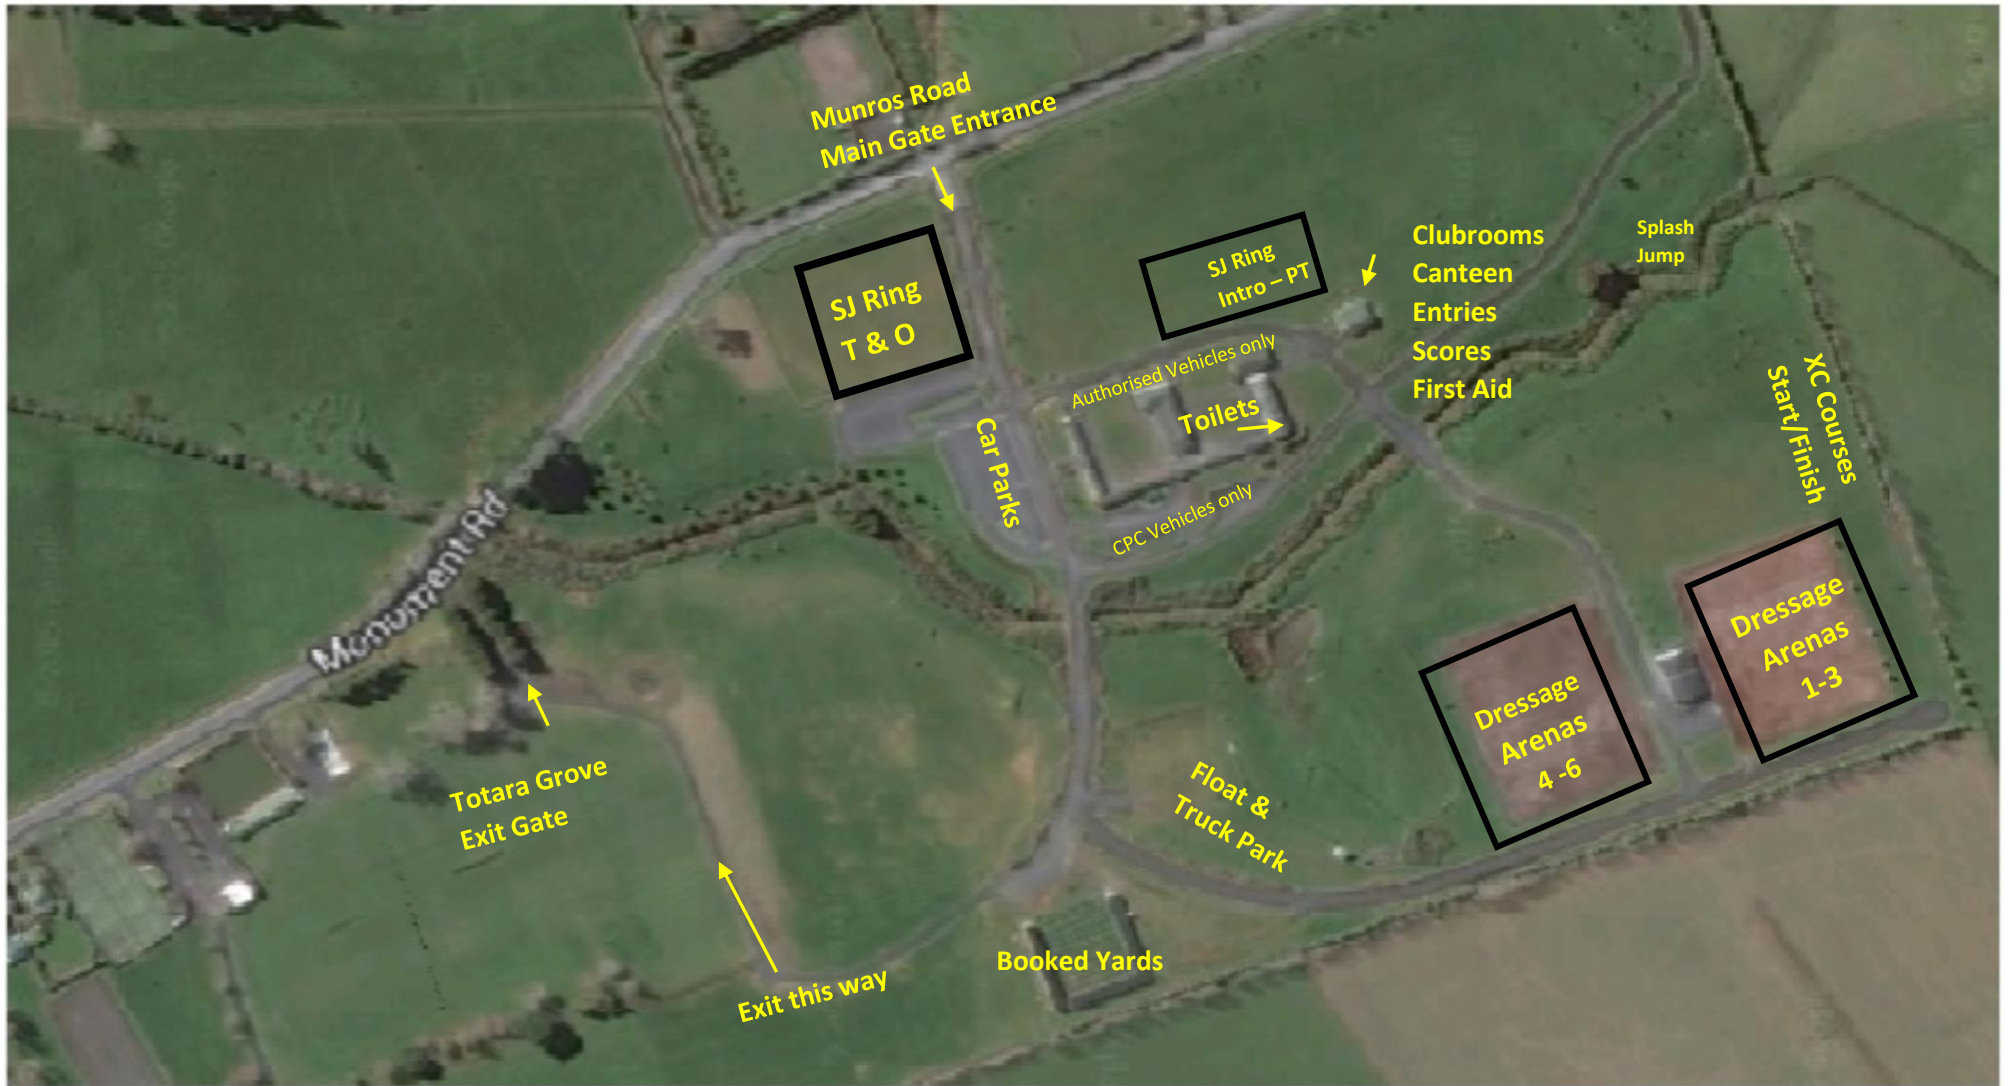 Munros Road
Main Gate Entrance
SJ Ring
T & O
SJ Ring
Intro – PT
Clubrooms
Canteen
Entries
Scores
First Aid
Splash
Jump
Authorised Vehicles only
Toilets
Car Parks
CPC Vehicles only
XC Courses
Start/Finish
Monument Rd
Dressage
Arenas
1-3
Dressage
Arenas
4 -6
Totara Grove
Exit Gate
Float &
Truck Park
Booked Yards
Exit this way